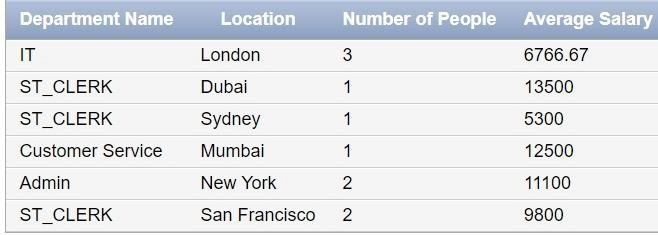 Department Name Location Number of People Average Salary
IT London 3 6766.67
ST_CLERK Dubai 1 13500
ST_CLERK Sydney 1 5300
Customer Service Mumbai 1 12500
Admin New York 2 11100
ST_CLERK San Francisco 2 9800